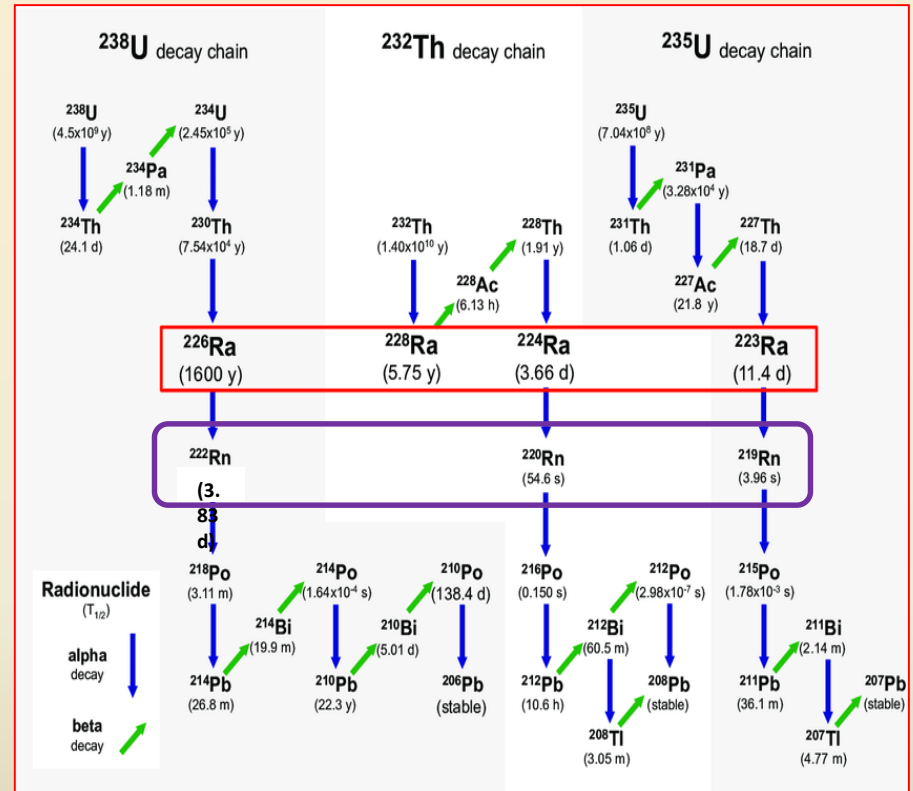 ²³⁸U decay chain
²³²Th decay chain
²³⁵U decay chain
²³⁸U
(4.5x10⁹ y)
²³⁴U
(2.45x10⁵ y)
²³⁴Pa
(1.18 m)
²³⁴Th
(24.1 d)
²³⁰Th
(7.54x10⁴ y)
²³²Th
(1.40x10¹⁰ y)
²²⁸Th
(1.91 y)
²²⁸Ac
(6.13 h)
²³⁵U
(7.04x10⁸ y)
²³¹Pa
(3.28x10⁴ y)
²³¹Th
(1.06 d)
²²⁷Th
(18.7 d)
²²⁷Ac
(21.8 y)
²²⁶Ra
(1600 y)
²²⁸Ra
(5.75 y)
²²⁴Ra
(3.66 d)
²²³Ra
(11.4 d)
²²²Rn
(3.
83
d)
²²⁰Rn
(54.6 s)
²¹⁹Rn
(3.96 s)
Radionuclide
(T₁/₂)
alpha
decay
beta
decay
²¹⁸Po
(3.11 m)
²¹⁴Po
(1.64x10⁻⁴ s)
²¹⁰Po
(138.4 d)
²¹⁴Bi
(19.9 m)
²¹⁰Bi
(5.01 d)
²¹⁴Pb
(26.8 m)
²¹⁰Pb
(22.3 y)
²⁰⁶Pb
(stable)
²¹⁶Po
(0.150 s)
²¹²Po
(2.98x10⁻⁷ s)
²¹²Bi
(60.5 m)
²¹²Pb
(10.6 h)
²⁰⁸Pb
(stable)
²⁰⁸Tl
(3.05 m)
²¹⁵Po
(1.78x10⁻³ s)
²¹¹Bi
(2.14 m)
²¹¹Pb
(36.1 m)
²⁰⁷Pb
(stable)
²⁰⁷Tl
(4.77 m)